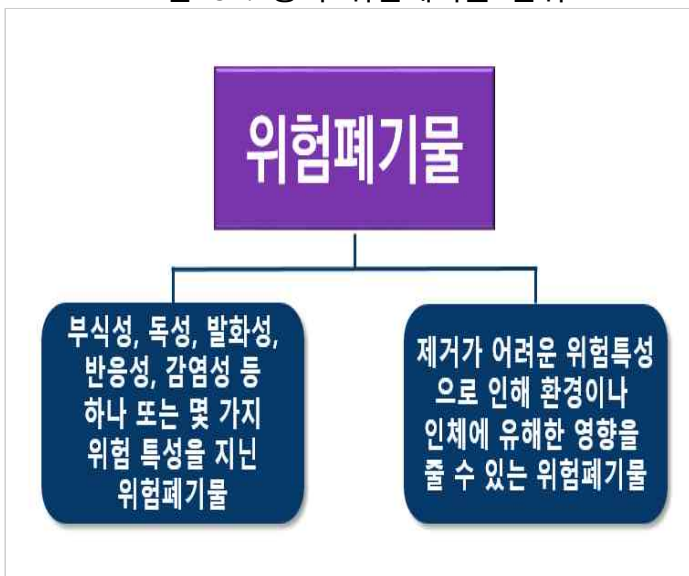 위험폐기물
부식성, 독성, 발화성,
반응성, 감염성 등
하나 또는 몇 가지
위험 특성을 지닌
위험폐기물
제거가 어려운 위험특성
으로 인해 환경이나
인체에 유해한 영향을
줄 수 있는 위험폐기물